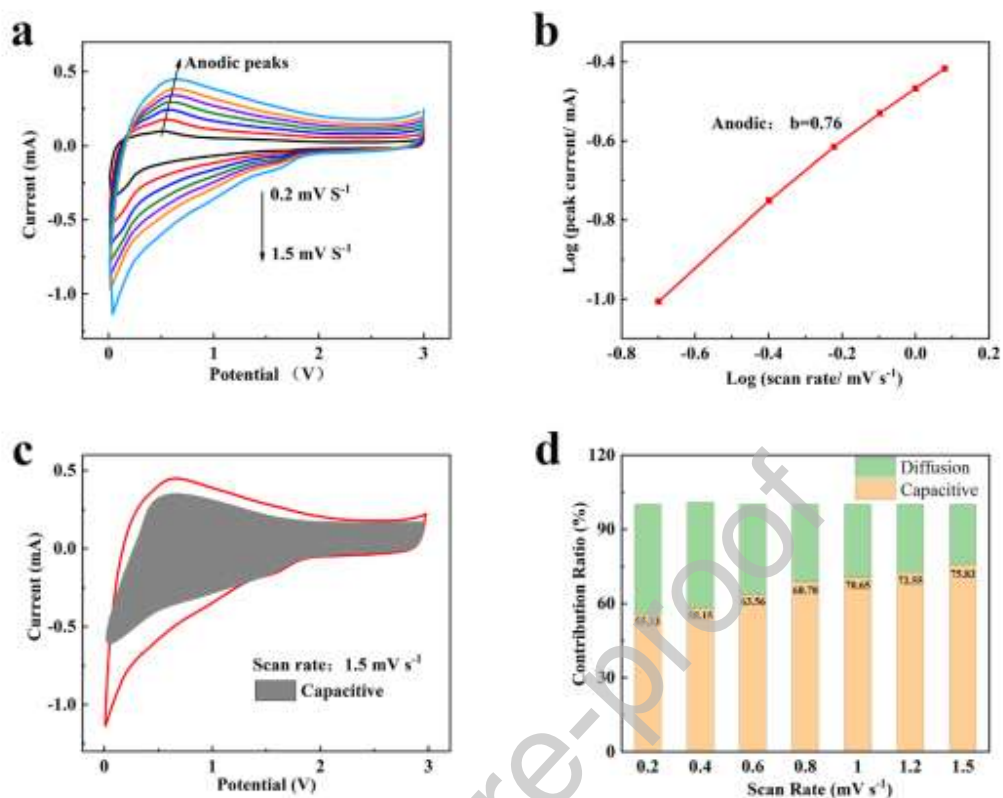 a
0.5
0.0
-0.5
-1.0
Current (mA)
Anodic peaks
0.2 mV S⁻¹
1.5 mV S⁻¹
0
1
2
3
Potential （V）
b
-0.4
-0.6
-0.8
-1.0
Log (peak current/ mA)
Anodic： b=0.76
-0.8
-0.6
-0.4
-0.2
0.0
0.2
Log (scan rate/ mV s⁻¹)
c
0.5
0.0
-0.5
-1.0
Current (mA)
Scan rate：1.5 mV s⁻¹
Capacitive
0
1
2
3
Potential (V)
d
120
90
60
30
0
Contribution Ratio (%)
Diffusion
Capacitive
63.56
68.78
70.65
75.83
0.2
0.4
0.6
0.8
1
1.2
1.5
Scan Rate (mV s⁻¹)
re-proof